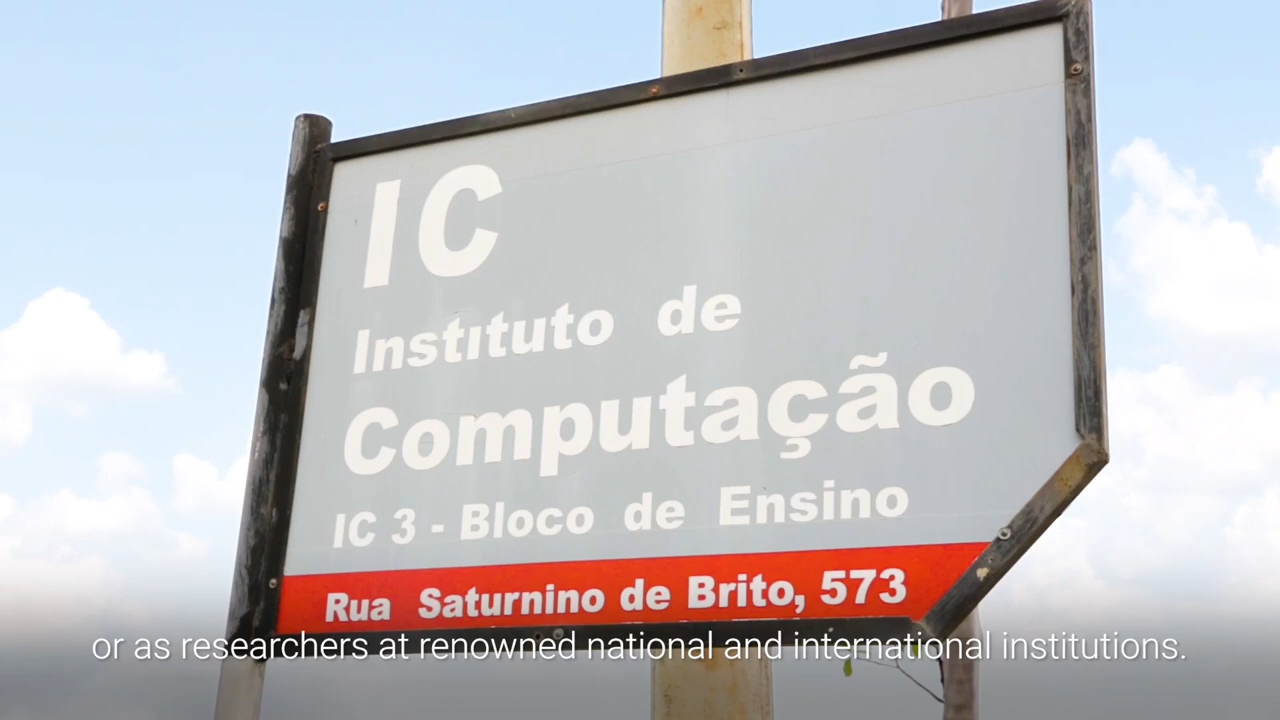 IC
Instituto de
Computação
IC 3 - Bloco de Ensino
Rua Saturnino de Brito, 573
or as researchers at renowned national and international institutions.